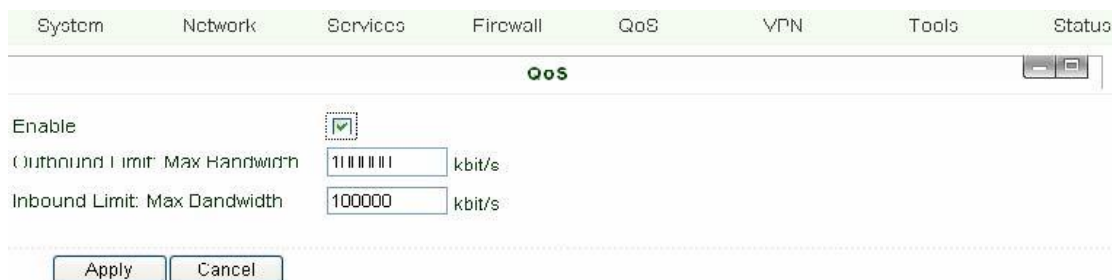 System Network Services Firewall QoS VPN Tools Status
QoS
Enable
Outbound Limit: Max Bandwidth kbit/s
Inbound Limit: Max Bandwidth 100000 kbit/s
Apply Cancel